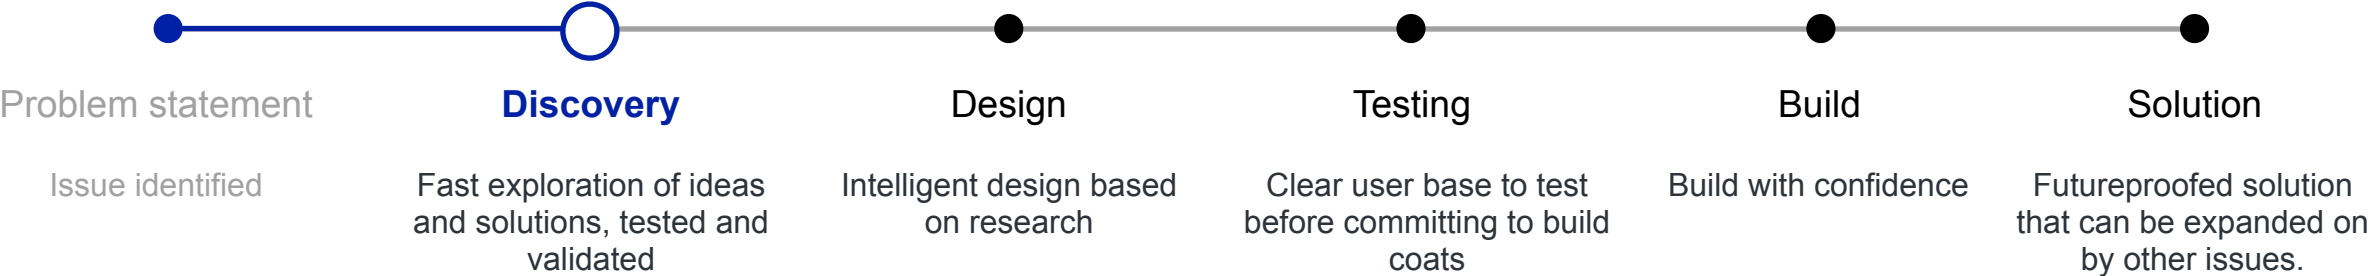 Problem statement
Issue identified
Discovery
Fast exploration of ideas
and solutions, tested and
validated
Design
Intelligent design based
on research
Testing
Clear user base to test
before committing to build
coats
Build
Build with confidence
Solution
Futureproofed solution
that can be expanded on
by other issues.